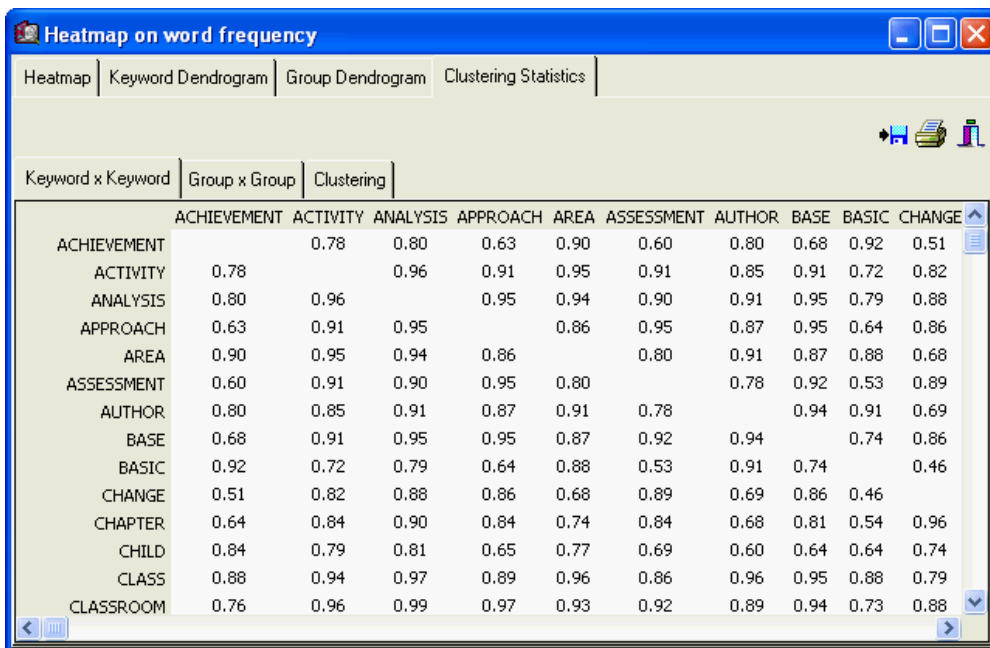 Heatmap on word frequency
Heatmap Keyword Dendrogram Group Dendrogram Clustering Statistics
Keyword x Keyword Group x Group Clustering
ACHIEVEMENT ACTIVITY ANALYSIS APPROACH AREA ASSESSMENT AUTHOR BASE BASIC CHANGE
ACHIEVEMENT 0.78 0.80 0.63 0.90 0.60 0.80 0.68 0.92 0.51
ACTIVITY 0.78 0.96 0.91 0.95 0.91 0.85 0.91 0.72 0.82
ANALYSIS 0.80 0.96 0.95 0.94 0.90 0.91 0.95 0.79 0.88
APPROACH 0.63 0.91 0.95 0.86 0.95 0.87 0.95 0.64 0.86
AREA 0.90 0.95 0.94 0.86 0.80 0.91 0.87 0.88 0.68
ASSESSMENT 0.60 0.91 0.90 0.95 0.80 0.78 0.92 0.53 0.89
AUTHOR 0.80 0.85 0.91 0.87 0.91 0.78 0.94 0.91 0.69
BASE 0.68 0.91 0.95 0.95 0.87 0.92 0.94 0.74 0.86
BASIC 0.92 0.72 0.79 0.64 0.88 0.53 0.91 0.74 0.46
CHANGE 0.51 0.82 0.88 0.86 0.68 0.89 0.69 0.86 0.46
CHAPTER 0.64 0.84 0.90 0.84 0.74 0.84 0.68 0.81 0.54 0.96
CHILD 0.84 0.79 0.81 0.65 0.77 0.69 0.60 0.64 0.64 0.74
CLASS 0.88 0.94 0.97 0.89 0.96 0.86 0.96 0.95 0.88 0.79
CLASSROOM 0.76 0.96 0.99 0.97 0.93 0.92 0.89 0.94 0.73 0.88